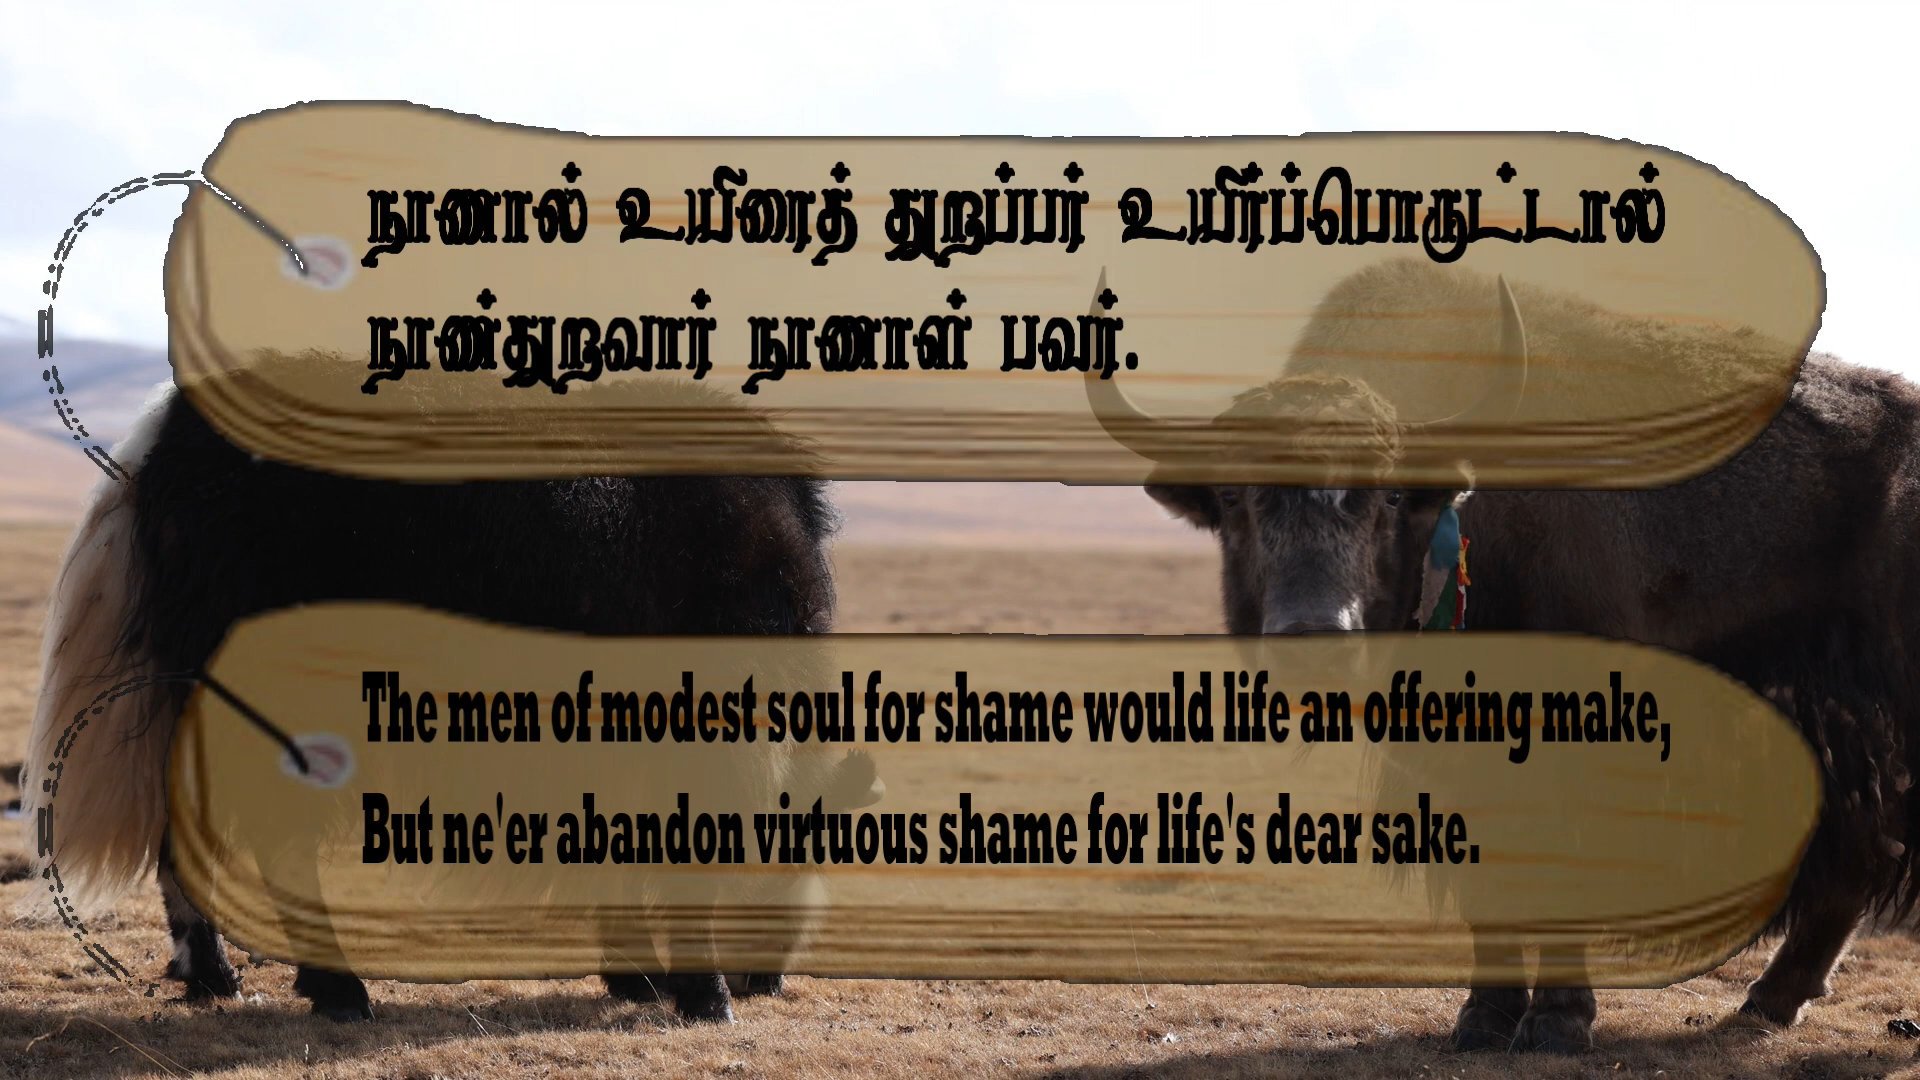 நாணால் உயிரைத் துறப்பர் உயிர்ப்பொருட்டால்
நாண்துறவார் நாணாள் பவர்.
The men of modest soul for shame would life an offering make,
But ne'er abandon virtuous shame for life's dear sake.